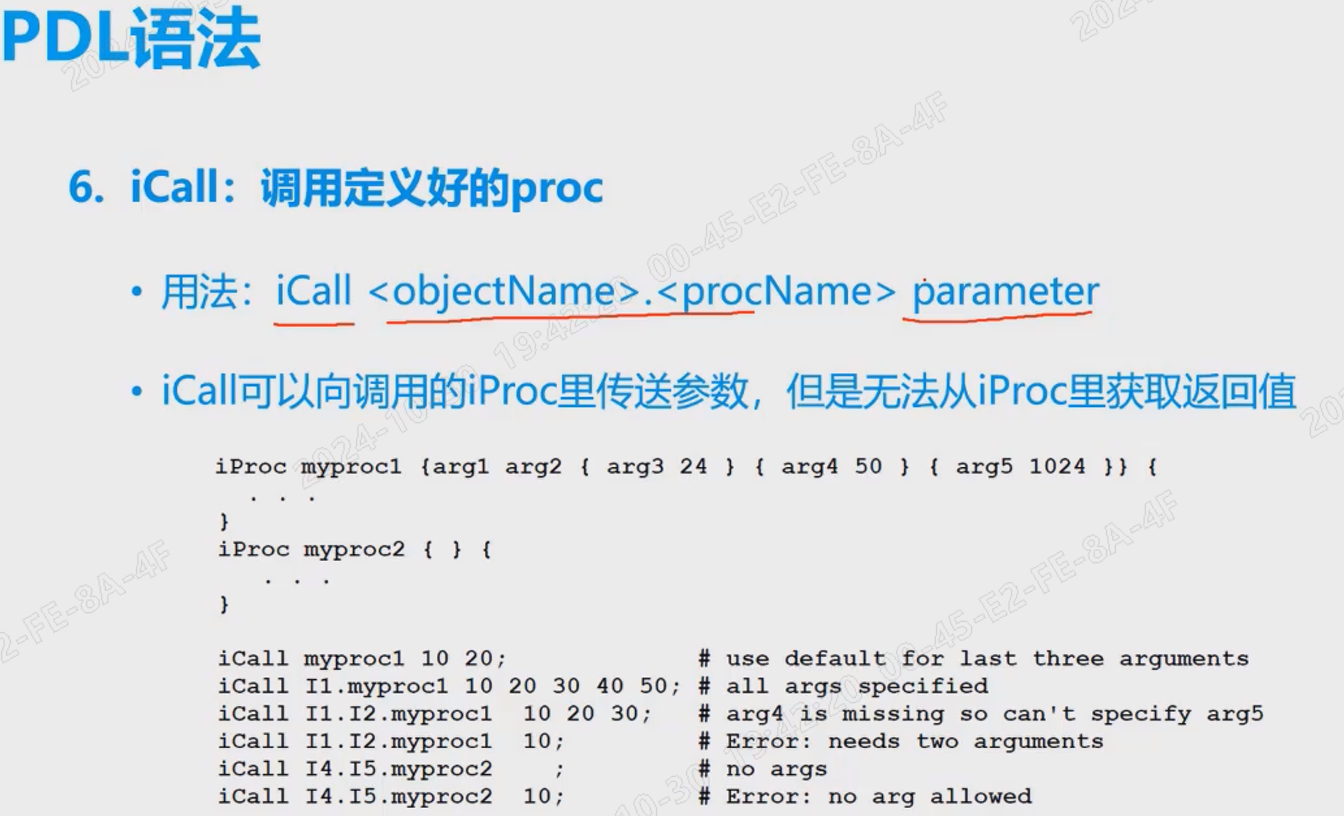 PDL语法
6. iCall：调用定义好的proc
• 用法：iCall <objectName>.<procName> parameter
• iCall可以向调用的iProc里传送参数，但是无法从iProc里获取返回值
iProc myproc1 {arg1 arg2 { arg3 24 } { arg4 50 } { arg5 1024 }} {
. . .
}
iProc myproc2 { } {
. . .
}
iCall myproc1 10 20; # use default for last three arguments
iCall I1.myproc1 10 20 30 40 50; # all args specified
iCall I1.I2.myproc1 10 20 30; # arg4 is missing so can't specify arg5
iCall I1.I2.myproc1 10; # Error: needs two arguments
iCall I4.I5.myproc2 ; # no args
iCall I4.I5.myproc2 10; # Error: no arg allowed